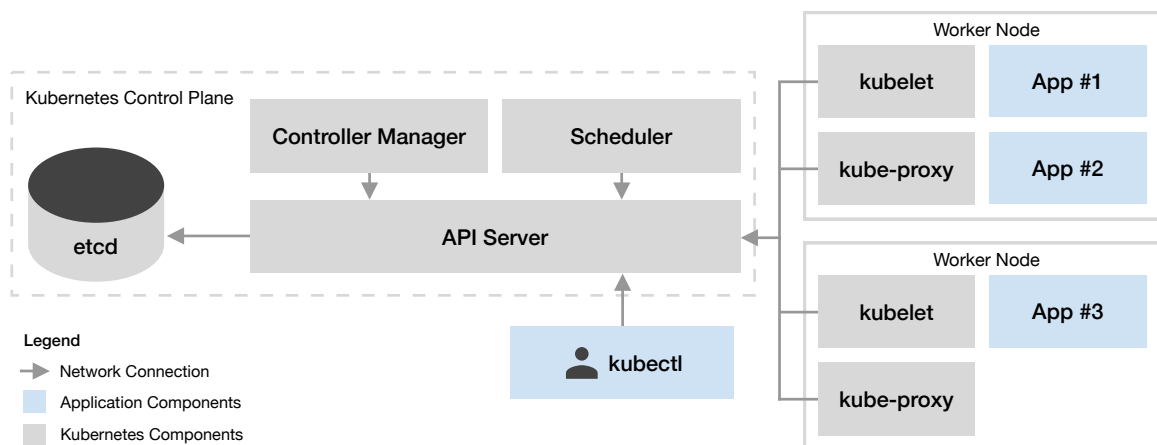 Kubernetes Control Plane
Controller Manager
Scheduler
etcd
API Server
kubectl
Worker Node
kubelet
App #1
kube-proxy
App #2
Worker Node
kubelet
App #3
kube-proxy
Legend
Network Connection
Application Components
Kubernetes Components